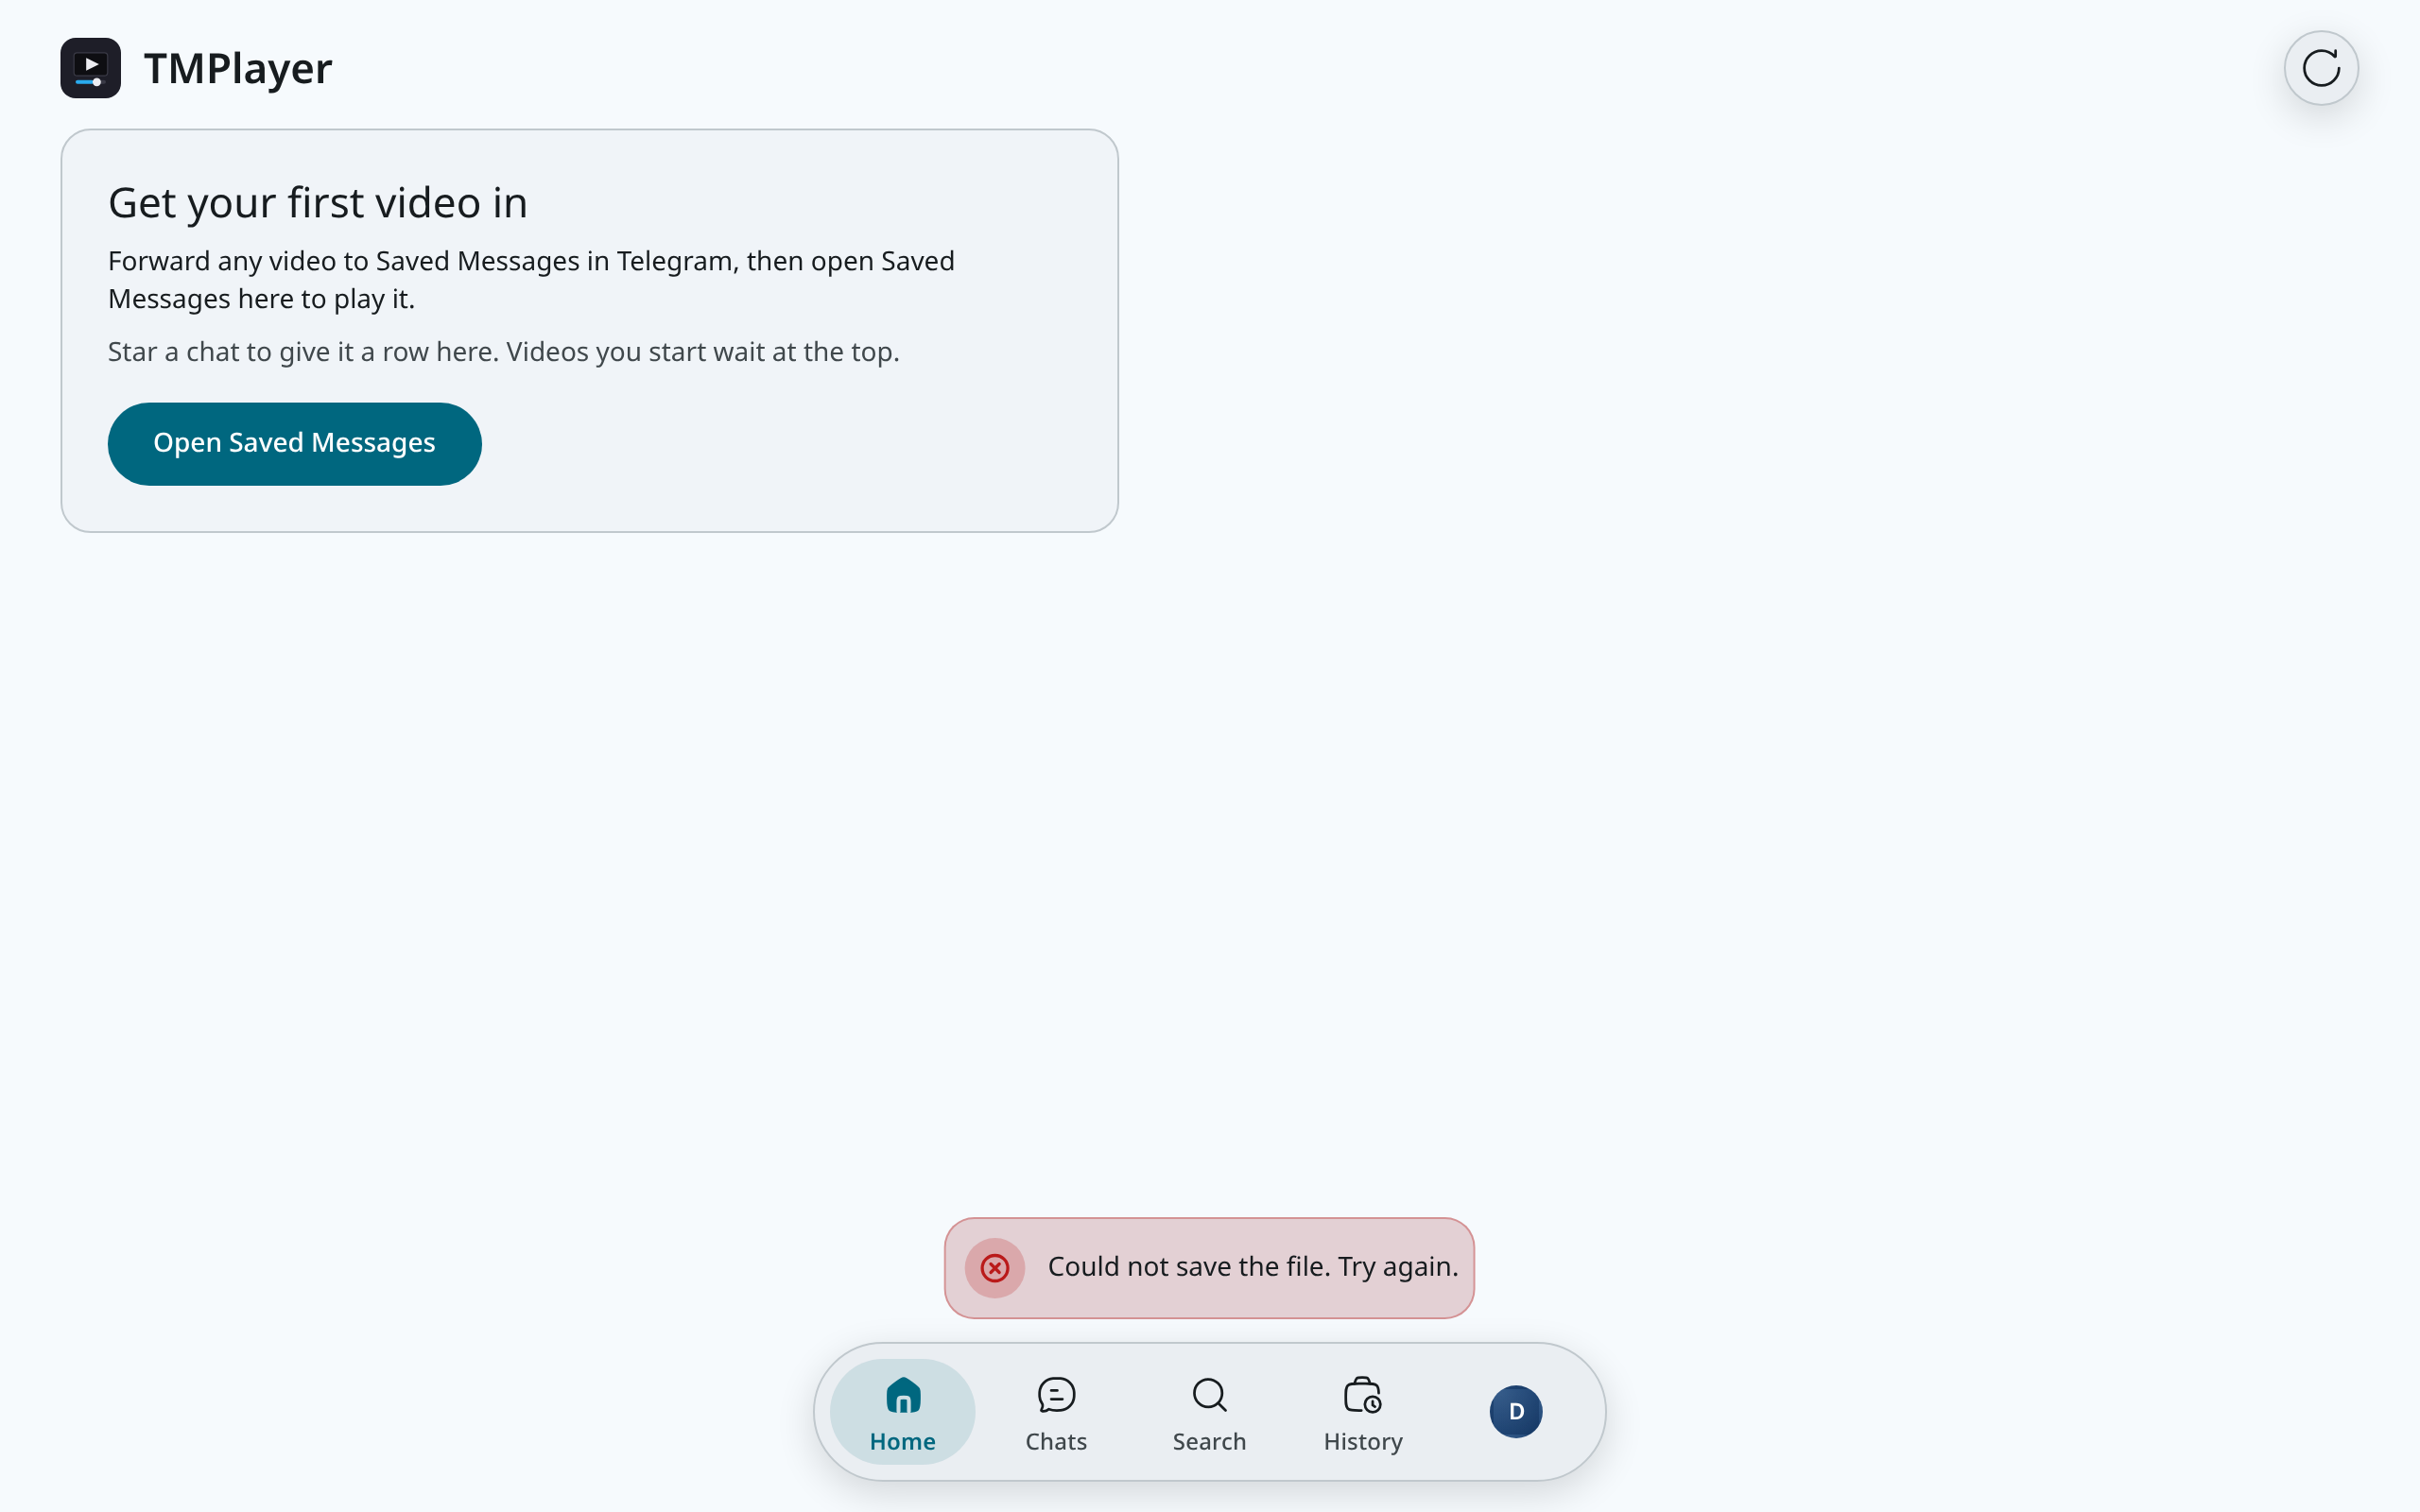 TMPlayer
Get your first video in
Forward any video to Saved Messages in Telegram, then open Saved
Messages here to play it.
Star a chat to give it a row here. Videos you start wait at the top.
Open Saved Messages
Could not save the file. Try again.
Home
Chats
Search
History
D